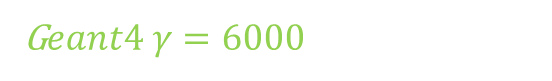 Geant4 γ = 6000